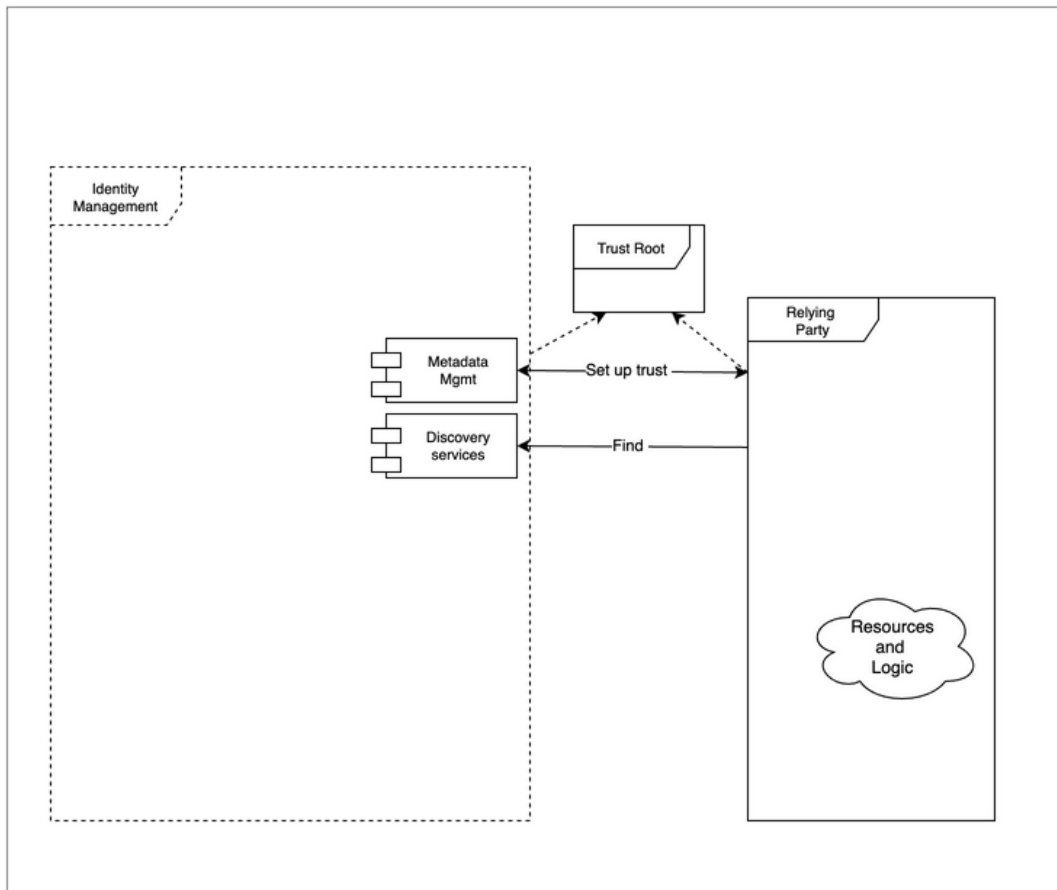 Identity
Management
Trust Root
Relying
Party
Metadata
Mgmt
Set up trust
Discovery
services
Find
Resources
and
Logic